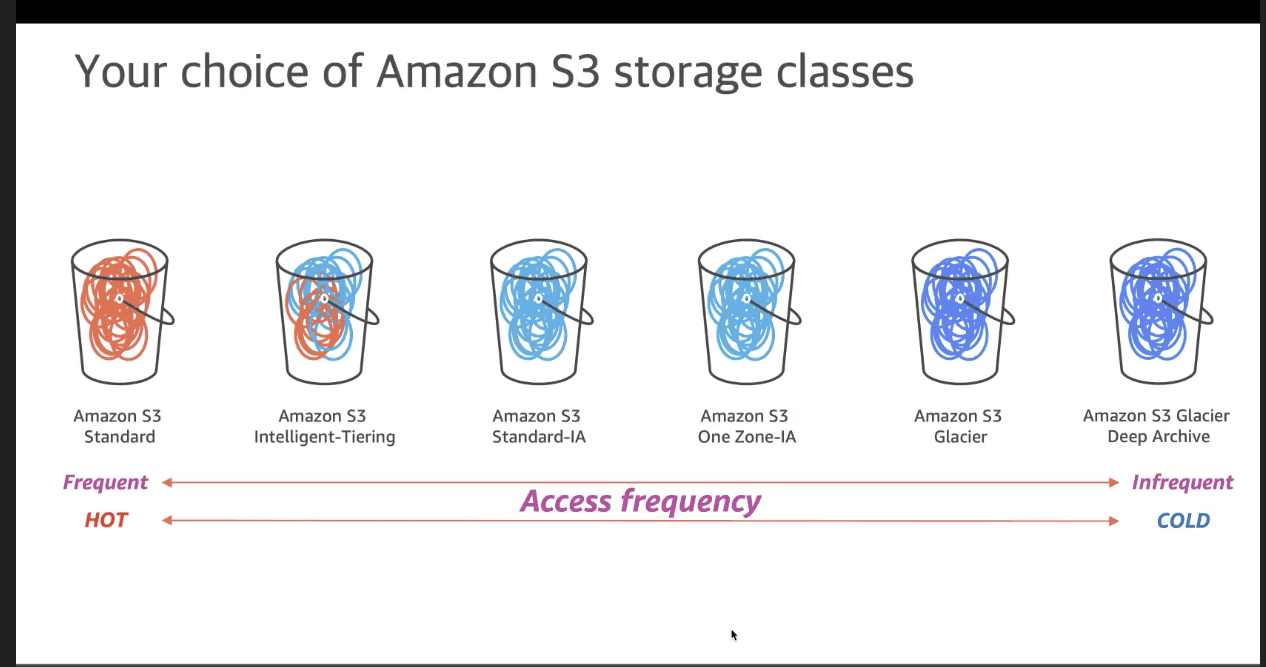 Your choice of Amazon S3 storage classes
Amazon S3
Standard
Amazon S3
Intelligent-Tiering
Amazon S3
Standard-IA
Amazon S3
One Zone-IA
Amazon S3
Glacier
Amazon S3 Glacier
Deep Archive
Frequent
Access frequency
Infrequent
HOT
COLD